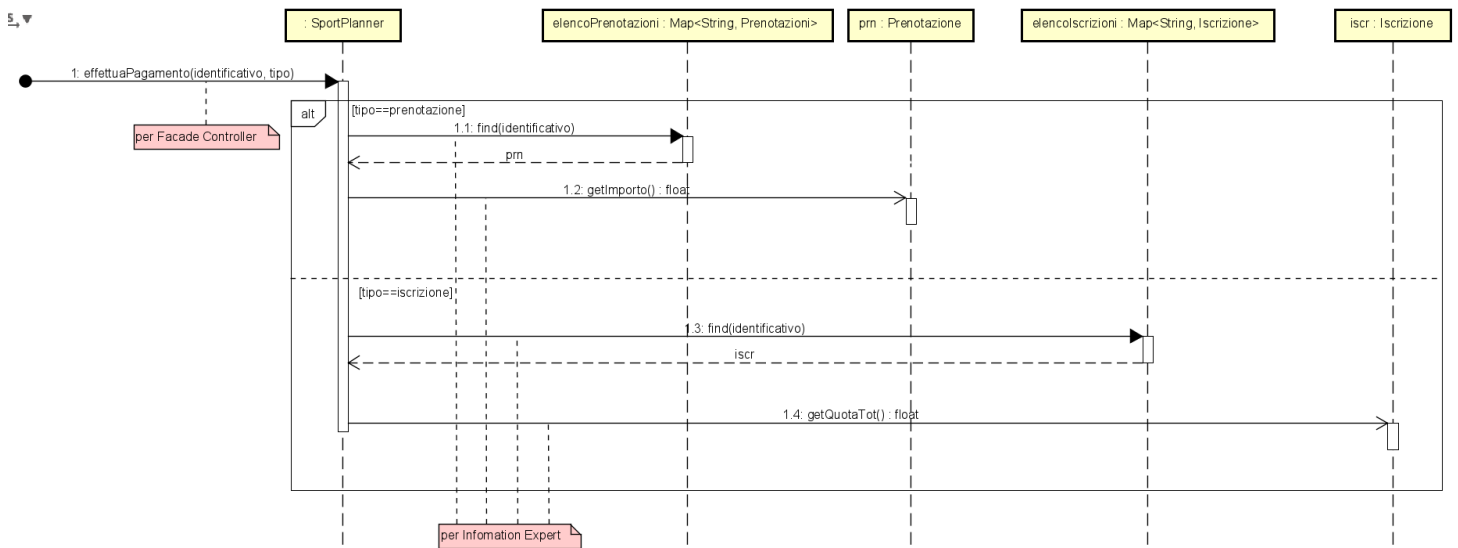 : SportPlanner
elencoPrenotazioni : Map<String, Prenotazioni>
prn : Prenotazione
elencoIscrizioni : Map<String, Iscrizione>
iscr : Iscrizione
1: effettuaPagamento(identificativo, tipo)
alt
[tipo==prenotazione]
per Facade Controller
1.1: find(identificativo)
prn
1.2: getImporto() : float
[tipo==iscrizione]
1.3: find(identificativo)
iscr
1.4: getQuotaTot() : float
per Infomation Expert